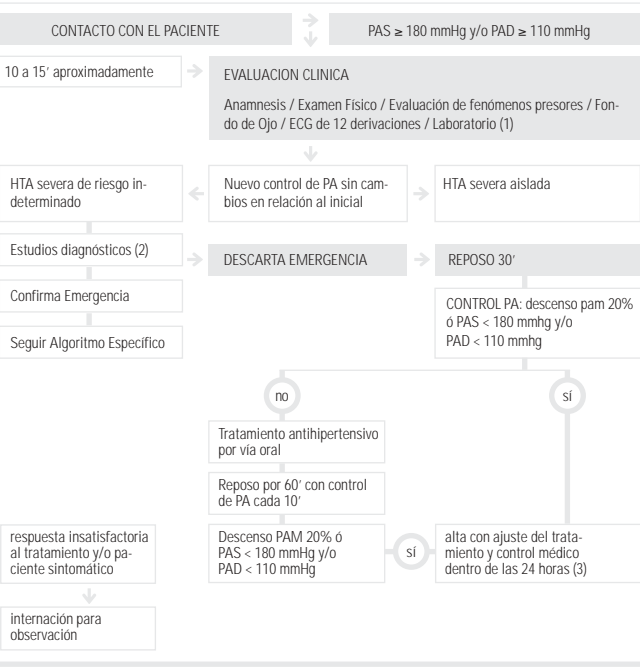 CONTACTO CON EL PACIENTE
PAS ≥ 180 mmHg y/o PAD ≥ 110 mmHg
10 a 15’ aproximadamente
EVALUACION CLINICA
Anamnesis / Examen Físico / Evaluación de fenómenos presores / Fon-
do de Ojo / ECG de 12 derivaciones / Laboratorio (1)
HTA severa de riesgo in-
determinado
Nuevo control de PA sin cam-
bios en relación al inicial
HTA severa aislada
Estudios diagnósticos (2)
DESCARTA EMERGENCIA
REPOSO 30’
Confirma Emergencia
Seguir Algoritmo Específico
CONTROL PA: descenso pam 20%
ó PAS < 180 mmhg y/o
PAD < 110 mmhg
no
sí
Tratamiento antihipertensivo
por vía oral
Reposo por 60’ con control
de PA cada 10’
respuesta insatisfactoria
al tratamiento y/o pa-
ciente sintomático
Descenso PAM 20% ó
PAS < 180 mmHg y/o
PAD < 110 mmHg
sí
alta con ajuste del trata-
miento y control médico
dentro de las 24 horas (3)
internación para
observación